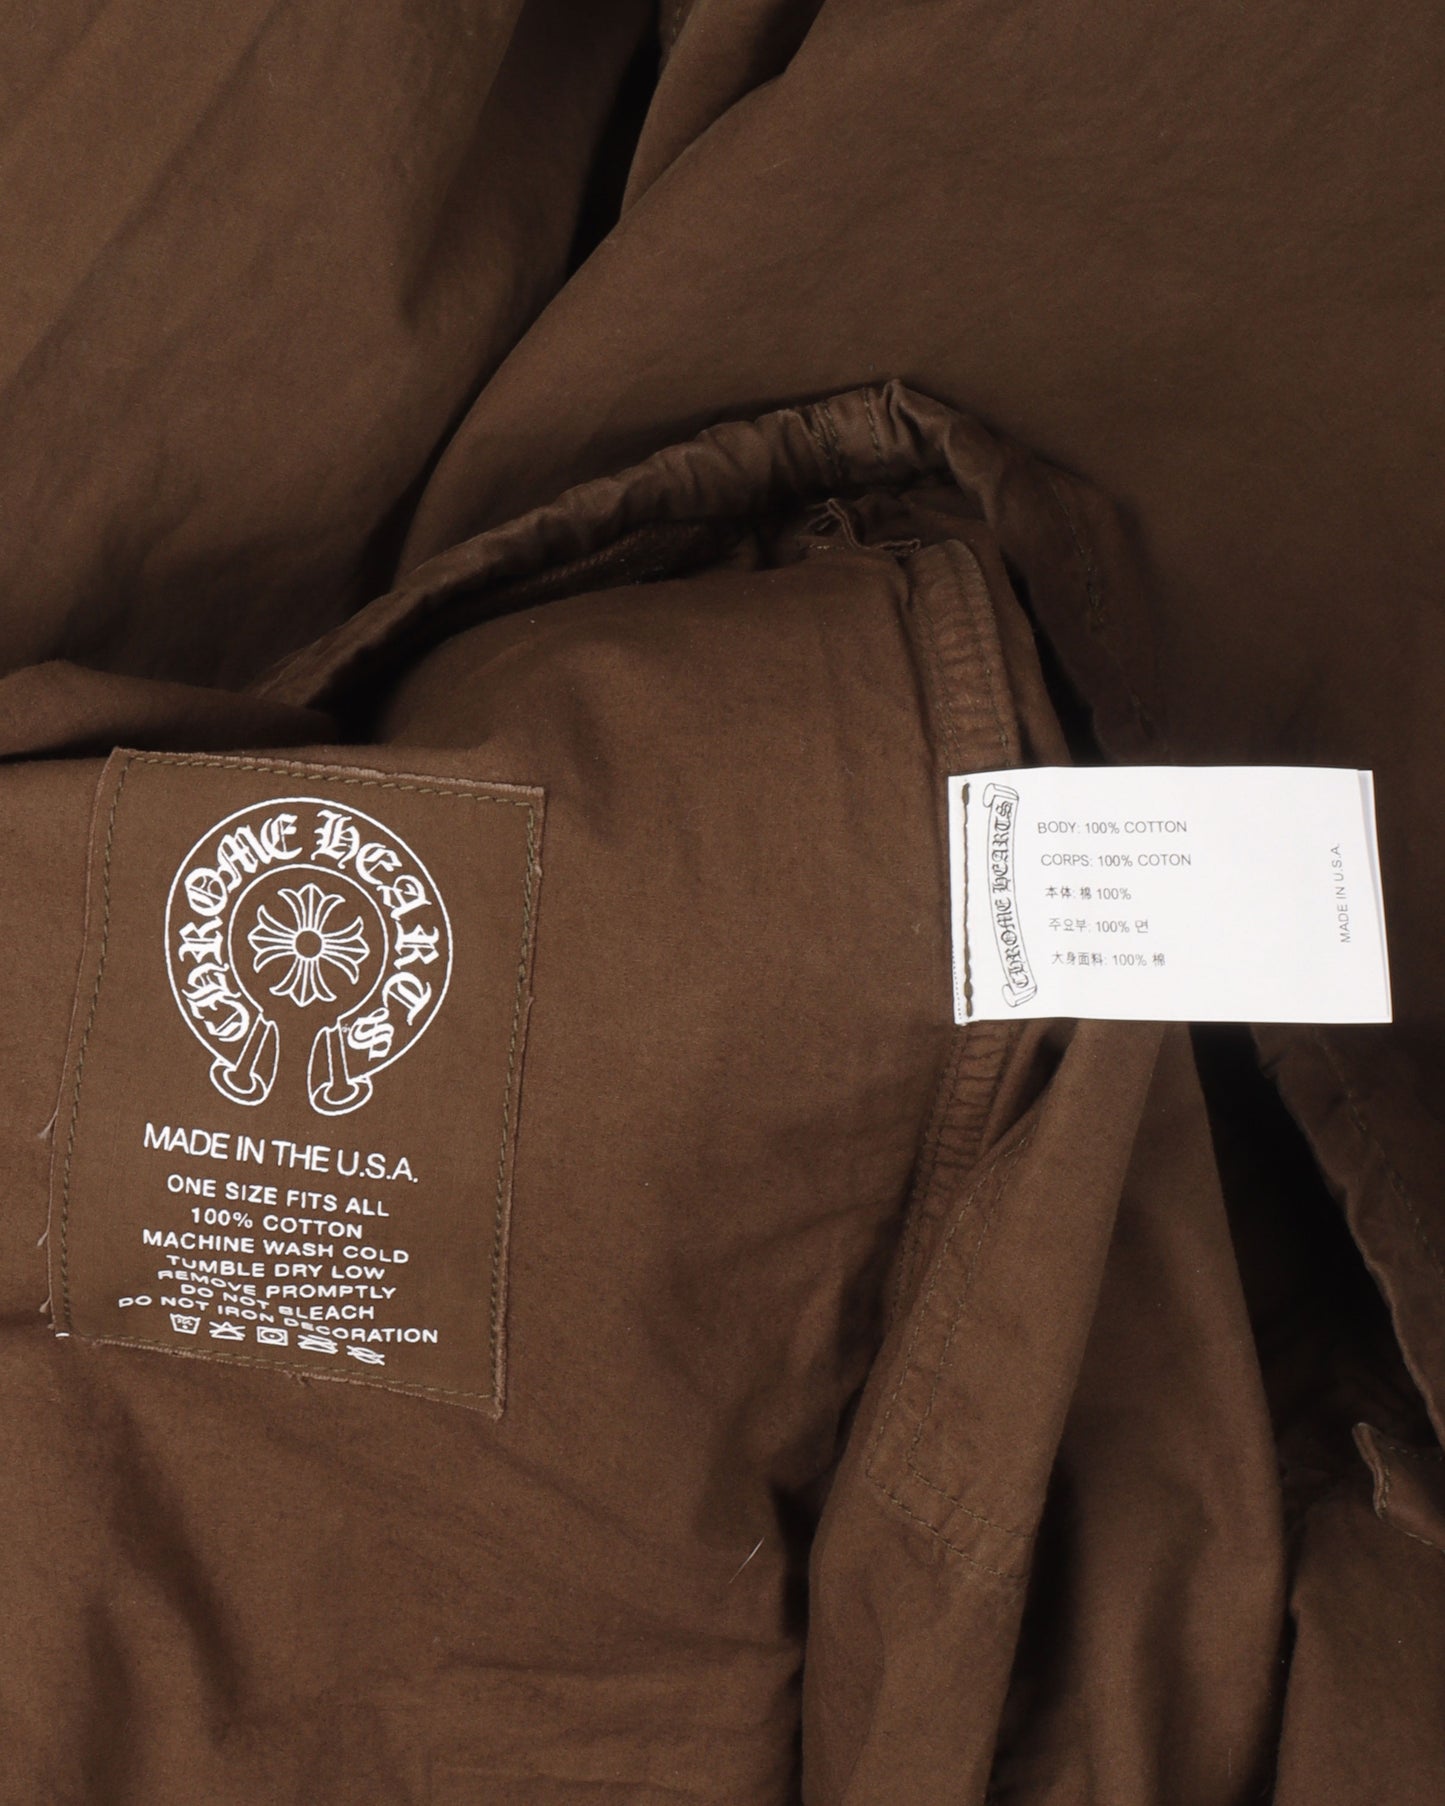 CHROME HEARTS
MADE IN THE U.S.A.
ONE SIZE FITS ALL
100% COTTON
MACHINE WASH COLD
TUMBLE DRY LOW
REMOVE PROMPTLY
DO NOT BLEACH
DO NOT IRON DECORATION
CHROME HEARTS
BODY: 100% COTTON
CORPS: 100% COTON
本体: 棉 100%
주요부: 100% 면
大身面料: 100% 棉
MADE IN U.S.A.